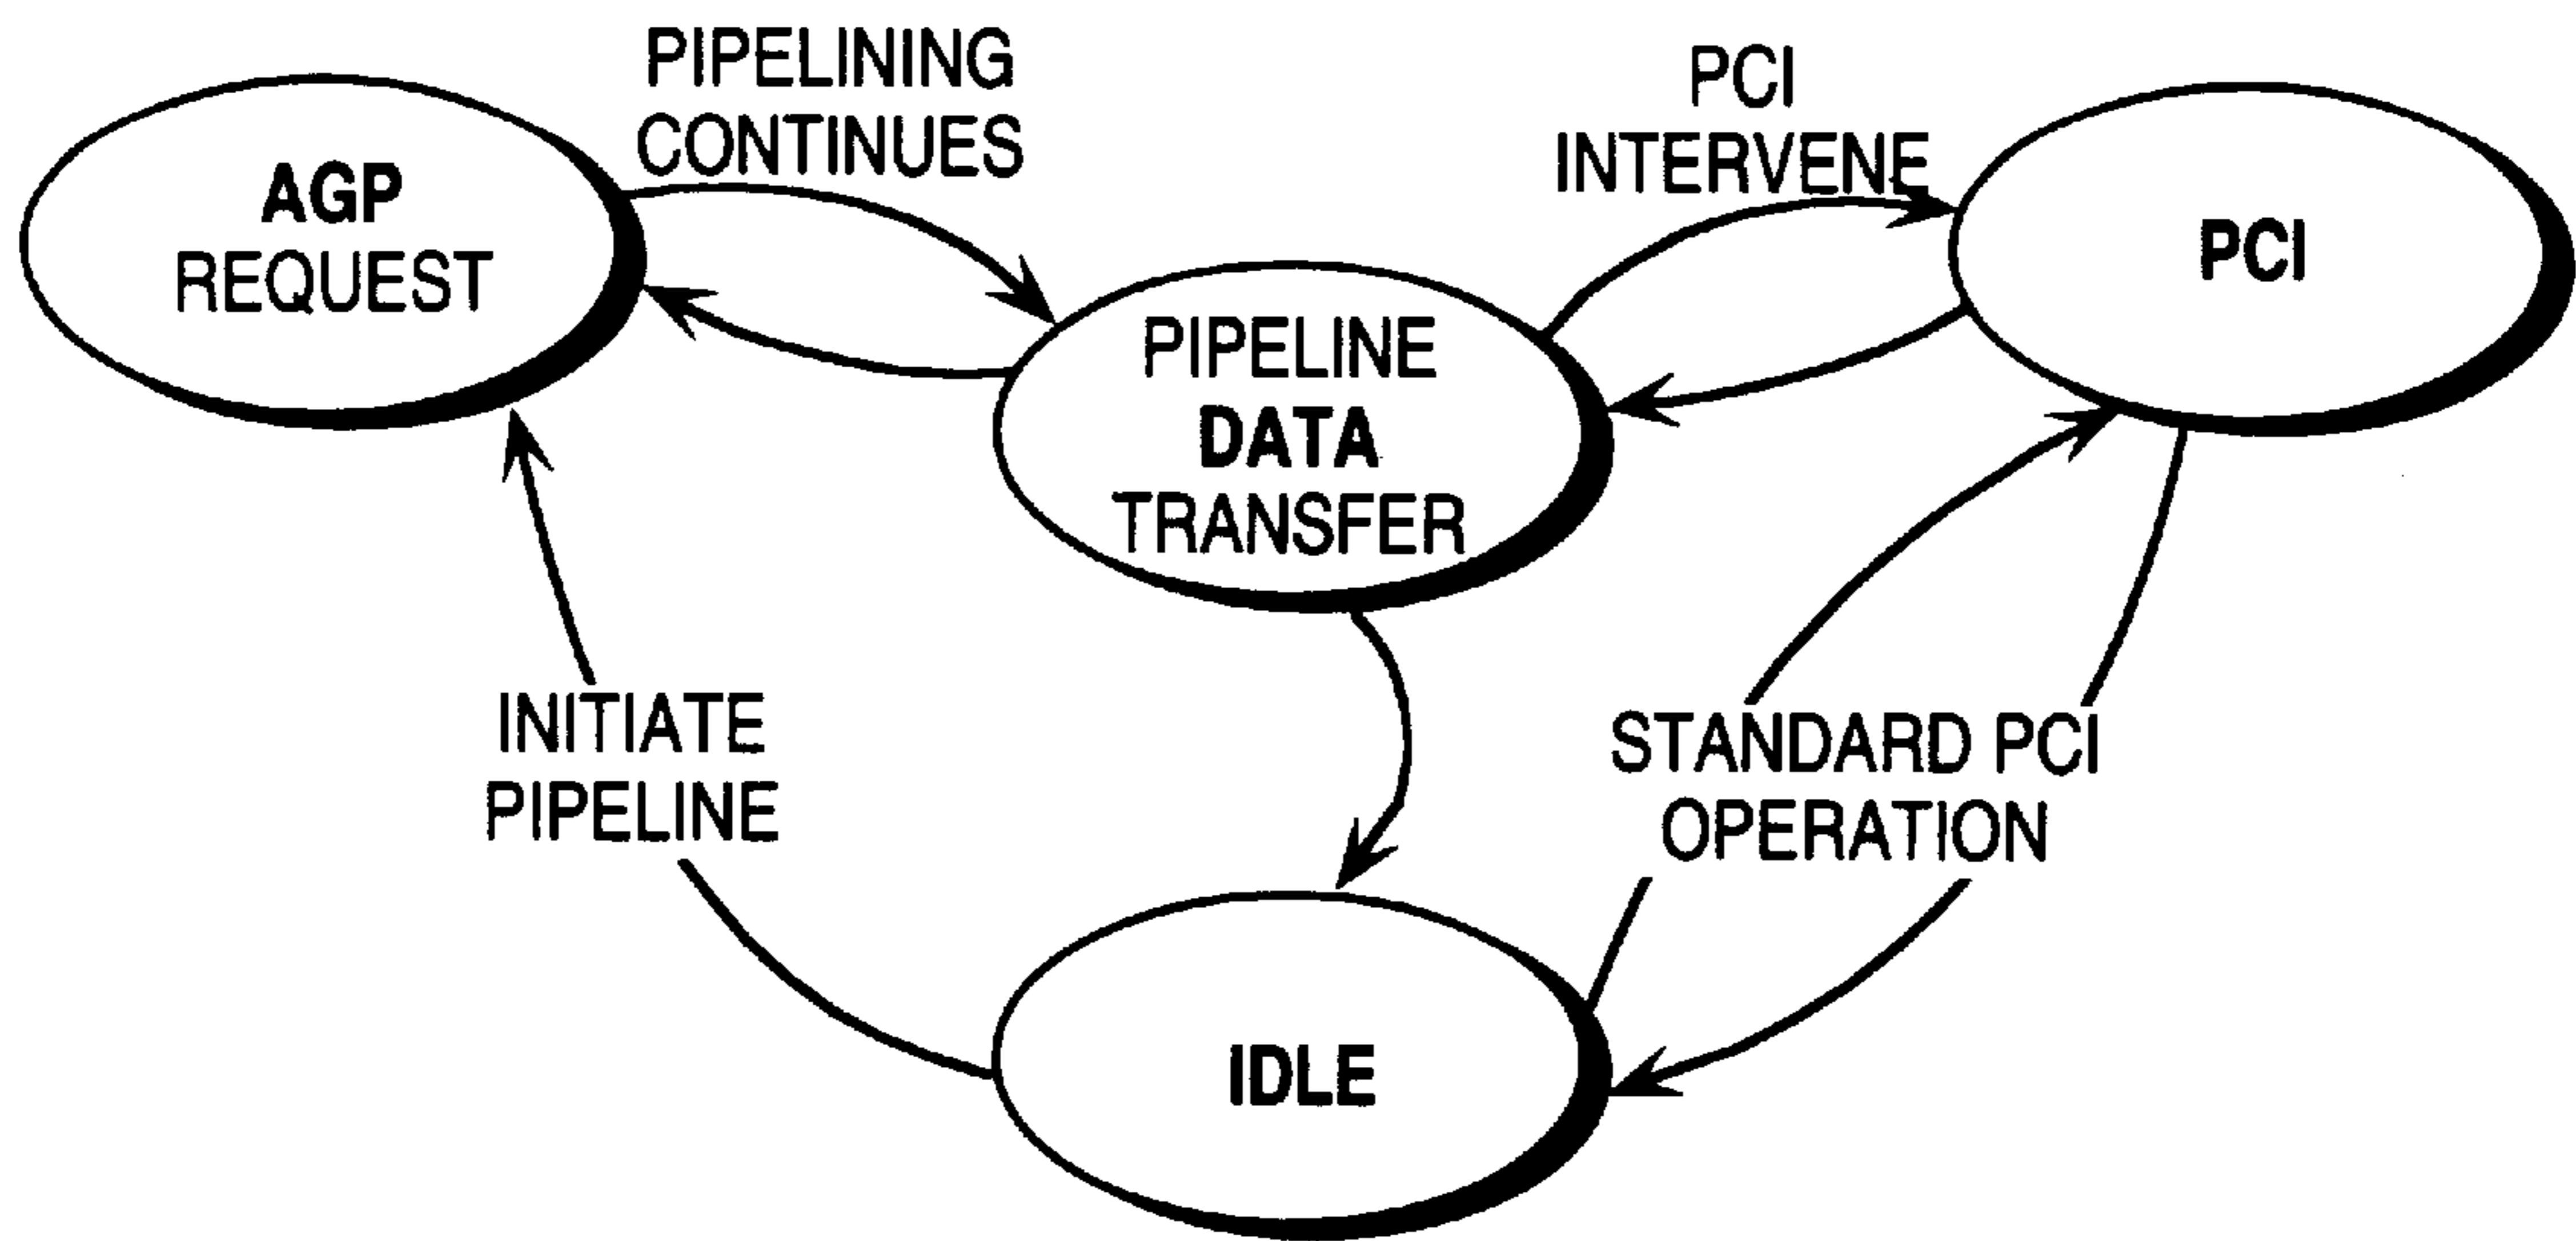 PIPELINING
CONTINUES
PCI
INTERVENE
AGP
REQUEST
PCI
PIPELINE
DATA
TRANSFER
INITIATE
PIPELINE
STANDARD PCI
OPERATION
IDLE